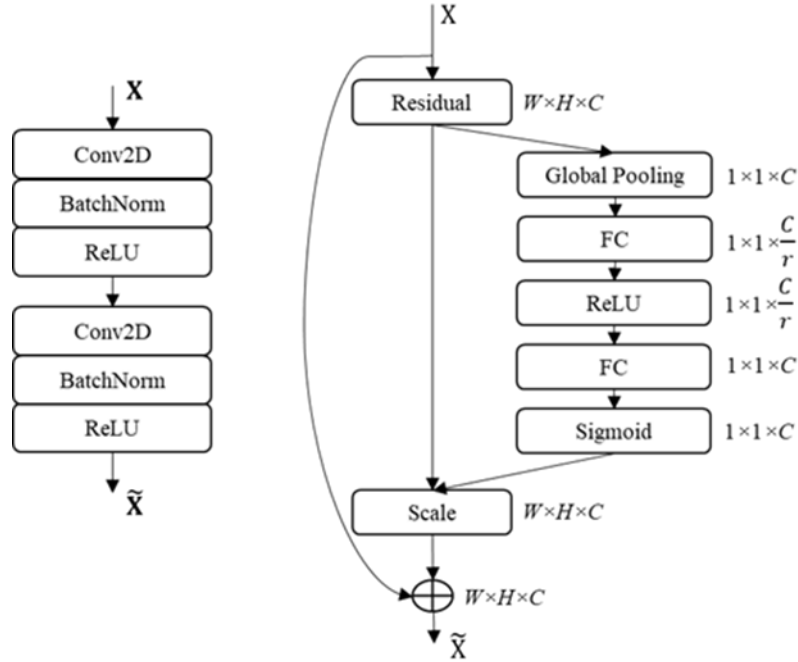 X
Conv2D
BatchNorm
ReLU
Conv2D
BatchNorm
ReLU
X̃
X
Residual W×H×C
Global Pooling 1×1×C
FC 1×1×C/r
ReLU 1×1×C/r
FC 1×1×C
Sigmoid 1×1×C
Scale W×H×C
W×H×C
X̃